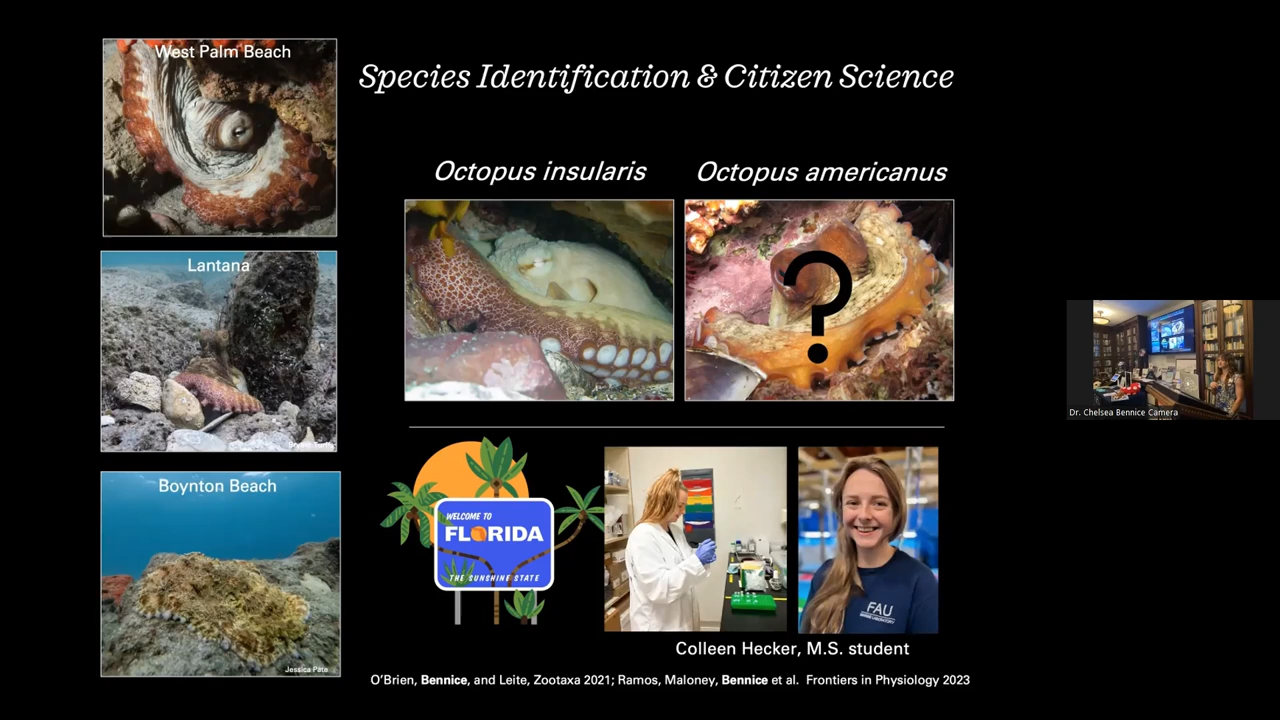 West Palm Beach
Species Identification & Citizen Science
Octopus insularis
Octopus americanus
?
Lantana
Boynton Beach
Jessica Pate
WELCOME TO
FLORIDA
THE SUNSHINE STATE
FAU
Colleen Hecker, M.S. student
O'Brien, Bennice, and Leite, Zootaxa 2021; Ramos, Maloney, Bennice et al. Frontiers in Physiology 2023
Dr. Chelsea Bennice Camera